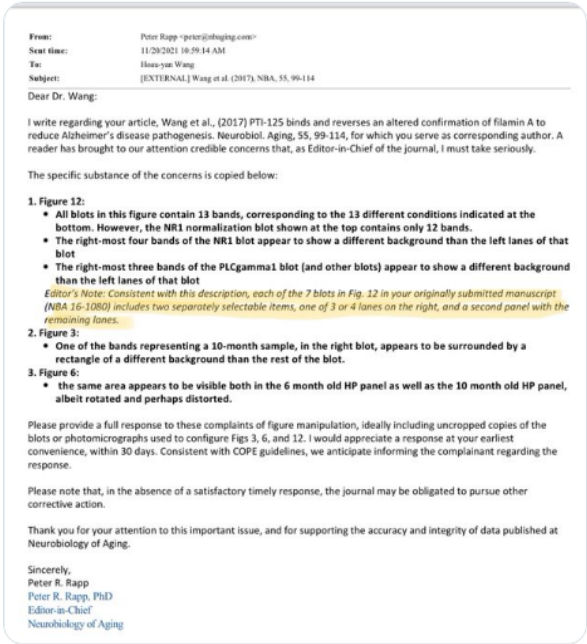 From: Peter Rapp <peter@nbaging.com>
Sent time: 11/20/2021 10:59:14 AM
To: Hoau-yan Wang
Subject: [EXTERNAL] Wang et al. (2017), NBA, 55, 99-114
Dear Dr. Wang:
I write regarding your article, Wang et al., (2017) PTI-125 binds and reverses an altered confirmation of filamin A to
reduce Alzheimer's disease pathogenesis. Neurobiol. Aging, 55, 99-114, for which you serve as corresponding author. A
reader has brought to our attention credible concerns that, as Editor-in-Chief of the journal, I must take seriously.
The specific substance of the concerns is copied below:
1. Figure 12:
• All blots in this figure contain 13 bands, corresponding to the 13 different conditions indicated at the
bottom. However, the NR1 normalization blot shown at the top contains only 12 bands.
• The right-most four bands of the NR1 blot appear to show a different background than the left lanes of that
blot
• The right-most three bands of the PLCgamma1 blot (and other blots) appear to show a different background
than the left lanes of that blot
Editor's Note: Consistent with this description, each of the 7 blots in Fig. 12 in your originally submitted manuscript
(NBA 16-1080) includes two separately selectable items, one of 3 or 4 lanes on the right, and a second panel with the
remaining lanes.
2. Figure 3:
• One of the bands representing a 10-month sample, in the right blot, appears to be surrounded by a
rectangle of a different background than the rest of the blot.
3. Figure 6:
• the same area appears to be visible both in the 6 month old HP panel as well as the 10 month old HP panel,
albeit rotated and perhaps distorted.
Please provide a full response to these complaints of figure manipulation, ideally including uncropped copies of the
blots or photomicrographs used to configure Figs 3, 6, and 12. I would appreciate a response at your earliest
convenience, within 30 days. Consistent with COPE guidelines, we anticipate informing the complainant regarding the
response.
Please note that, in the absence of a satisfactory timely response, the journal may be obligated to pursue other
corrective action.
Thank you for your attention to this important issue, and for supporting the accuracy and integrity of data published at
Neurobiology of Aging.
Sincerely,
Peter R. Rapp
Peter R. Rapp, PhD
Editor-in-Chief
Neurobiology of Aging